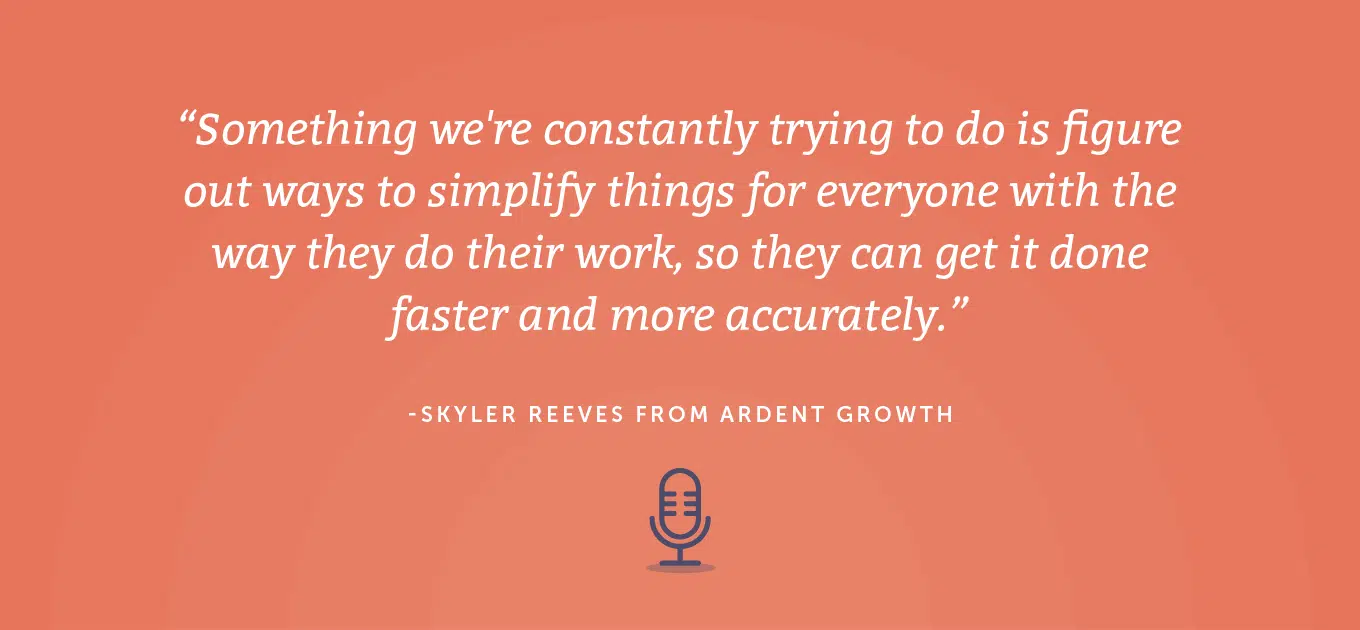 “Something we're constantly trying to do is figure
out ways to simplify things for everyone with the
way they do their work, so they can get it done
faster and more accurately.”
-SKYLER REEVES FROM ARDENT GROWTH